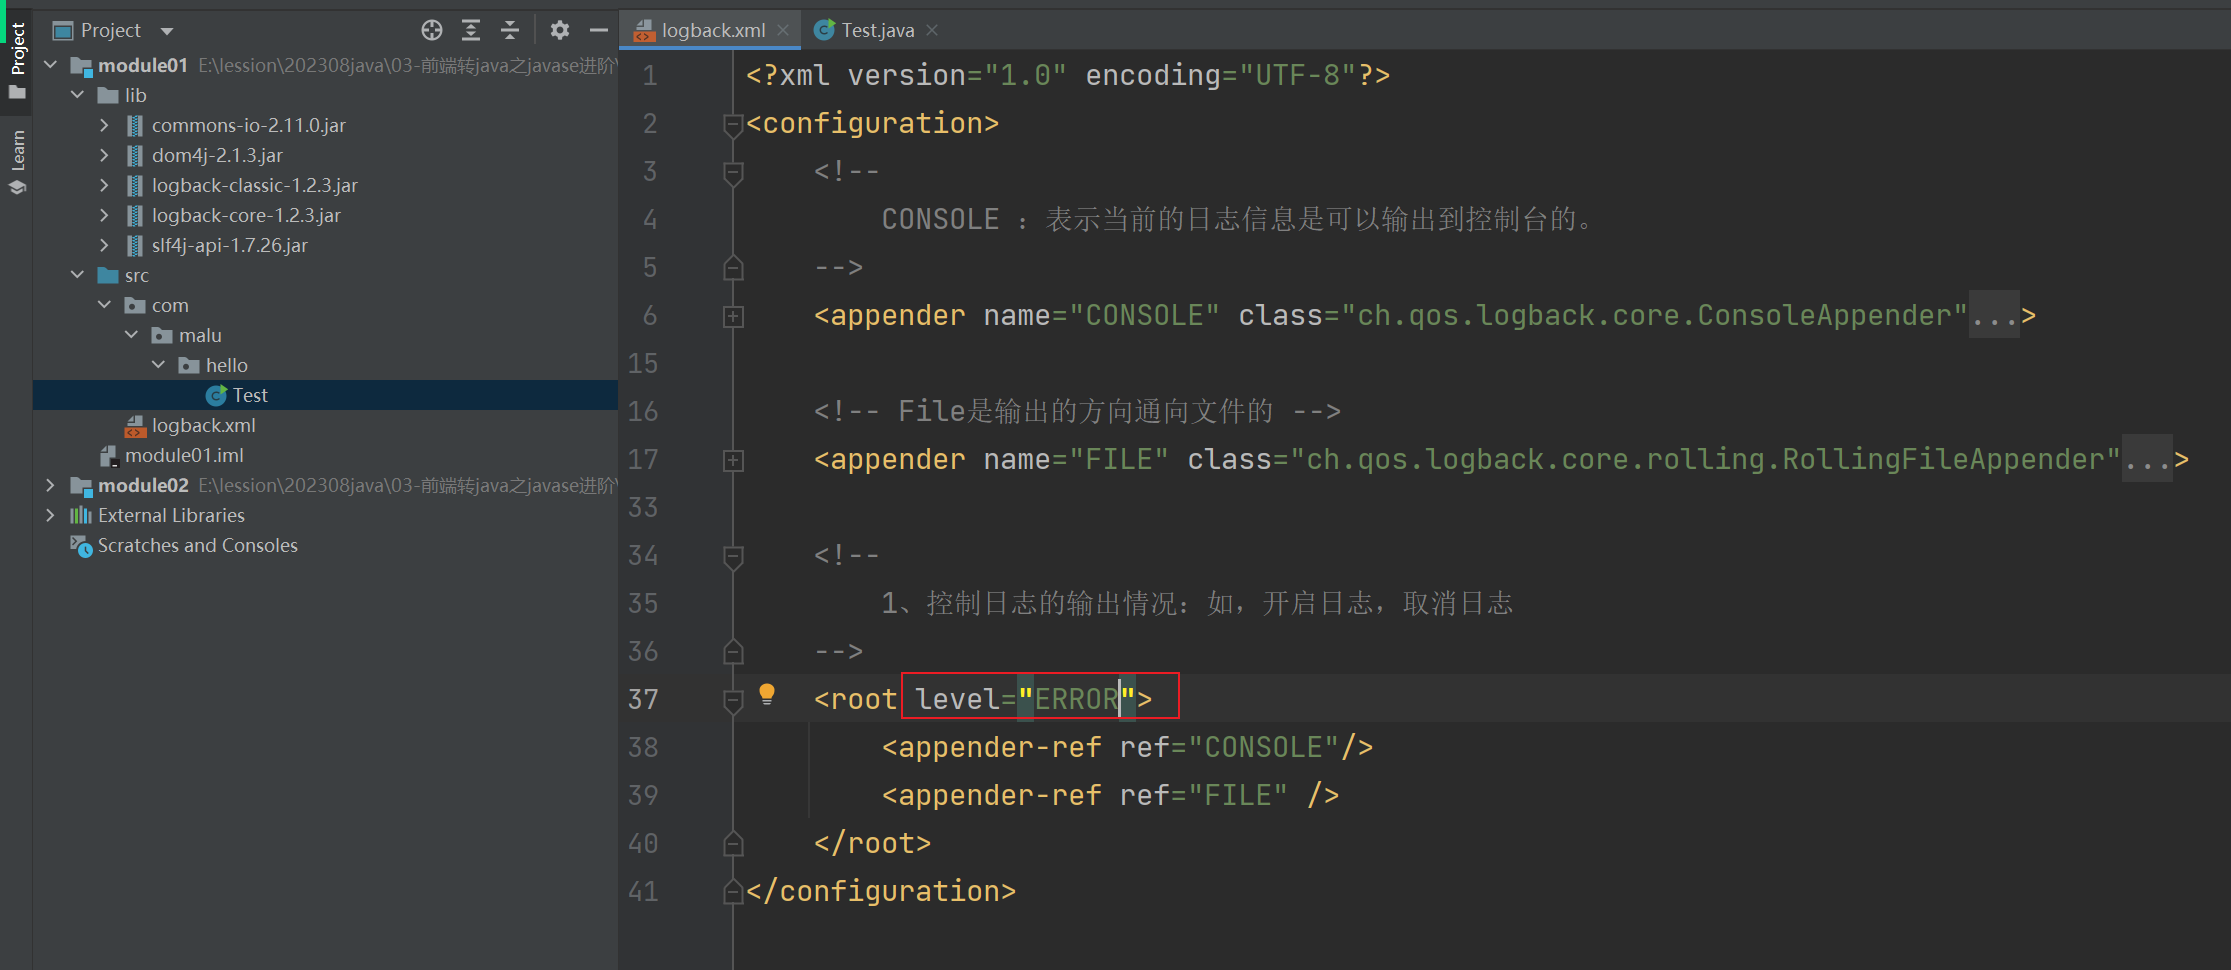 Project
Learn
Project
module01 E:\lession\202308java\03-前端转java之javase进阶\
lib
commons-io-2.11.0.jar
dom4j-2.1.3.jar
logback-classic-1.2.3.jar
logback-core-1.2.3.jar
slf4j-api-1.7.26.jar
src
com
malu
hello
Test
logback.xml
module01.iml
module02 E:\lession\202308java\03-前端转java之javase进阶\
External Libraries
Scratches and Consoles
logback.xml
Test.java
1 <?xml version="1.0" encoding="UTF-8"?>
2 <configuration>
3 <!--
4 CONSOLE ：表示当前的日志信息是可以输出到控制台的。
5 -->
6 <appender name="CONSOLE" class="ch.qos.logback.core.ConsoleAppender"...>
15
16 <!-- File是输出的方向通向文件的 -->
17 <appender name="FILE" class="ch.qos.logback.core.rolling.RollingFileAppender"...>
33
34 <!--
35 1、控制日志的输出情况：如，开启日志，取消日志
36 -->
37 <root level="ERROR">
38 <appender-ref ref="CONSOLE"/>
39 <appender-ref ref="FILE" />
40 </root>
41 </configuration>